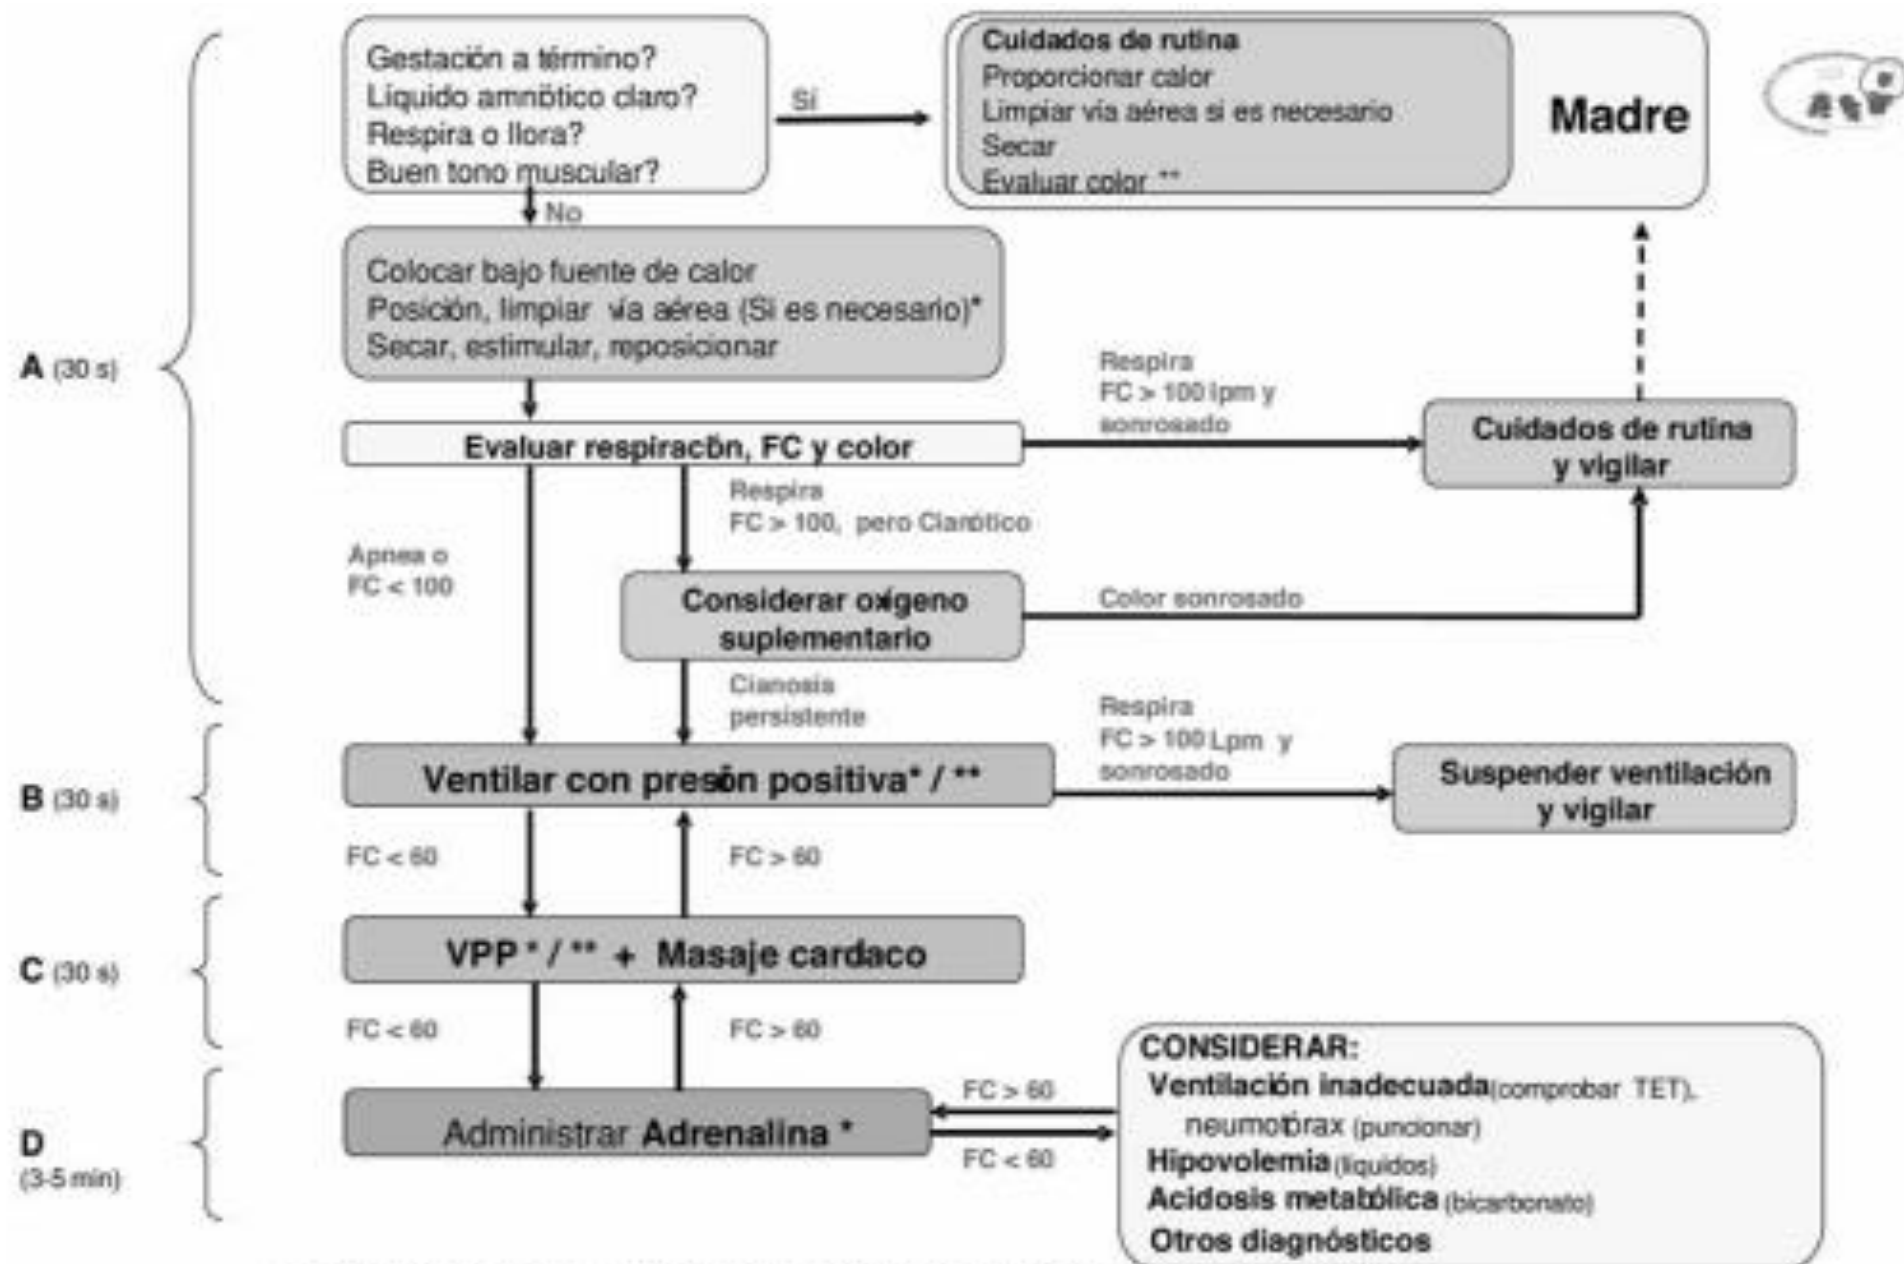 Gestación a término?
Líquido amnótico claro?
Respira o llora?
Buen tono muscular?
Sí
Cuidados de rutina
Proporcionar calor
Limpiar vía aérea si es necesario
Secar
Evaluar color **
Madre
No
Colocar bajo fuente de calor
Posición, limpiar vía aérea (Si es necesario)*
Secar, estimular, reposicionar
A (30 s)
Respira
FC > 100 lpm y
sonrosado
Evaluar respiracön, FC y color
Cuidados de rutina
y vigilar
Respira
FC > 100, pero Cianótico
Apnea o
FC < 100
Considerar oxígeno
suplementario
Color sonrosado
Cianosis
persistente
Respira
FC > 100 Lpm y
sonrosado
B (30 s)
Ventilar con presön positiva* / **
Suspender ventilación
y vigilar
FC < 60
FC > 60
C (30 s)
VPP * / ** + Masaje cardaco
FC < 60
FC > 60
D
(3-5 min)
Administrar Adrenalina *
FC > 60
FC < 60
CONSIDERAR:
Ventilación inadecuada(comprobar TET),
neumotórax (puncionar)
Hipovolemia(líquidos)
Acidosis metabólica (bicarbonato)
Otros diagnósticos